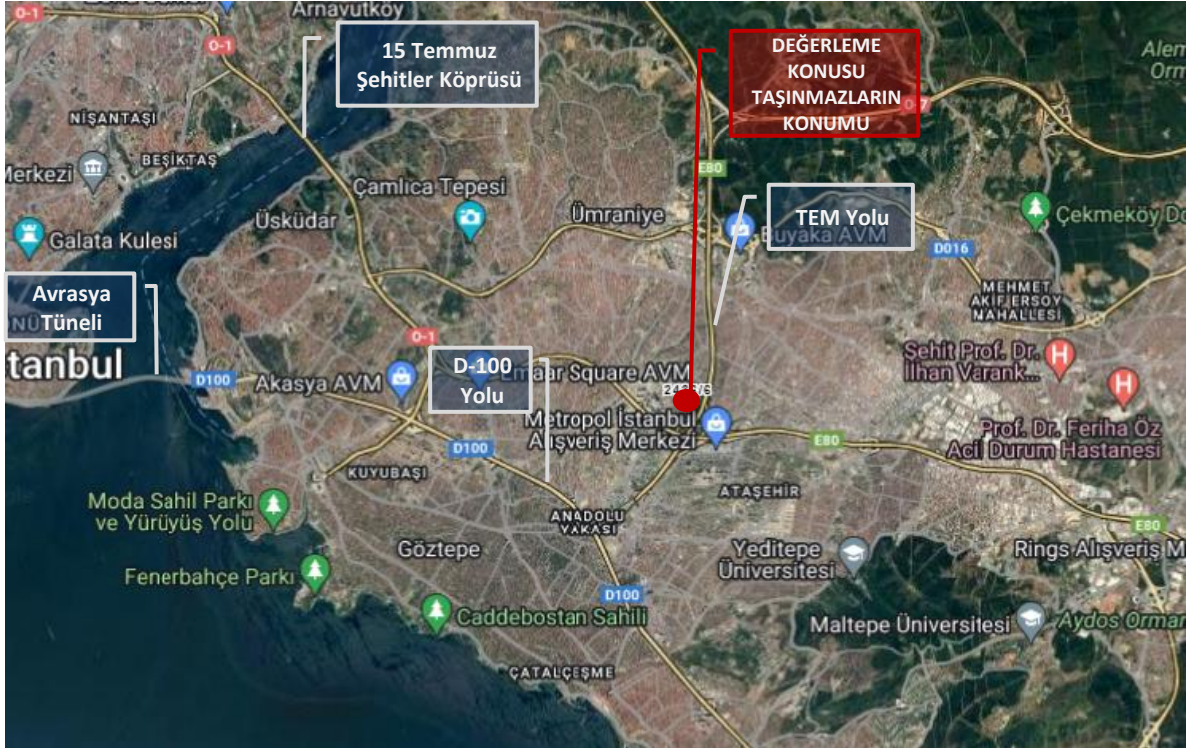 O-1
Arnavutköy
O-1
15 Temmuz
Şehitler Köprüsü
DEĞERLEME
KONUSU
TAŞINMAZLARIN
KONUMU
O-7
NİŞANTAŞI
Merkezi
BEŞİKTAŞ
E80
Çamlıca Tepesi
Üsküdar
Ümraniye
TEM Yolu
Buyaka AVM
Çekmeköy
Galata Kulesi
D016
MEHMET
AKİF ERSOY
MAHALLESİ
Avrasya
Tüneli
tanbul
O-1
D100
Akasya AVM
D-100
Yolu
Emaar Square AVM
Şehit Prof. Dr.
İlhan Varank...
Metropol İstanbul
Alışveriş Merkezi
E80
Prof. Dr. Feriha Öz
Acil Durum Hastanesi
D100
KUYUBAŞI
ATAŞEHİR
Moda Sahil Parkı
ve Yürüyüş Yolu
ANADOLU
YAKASI
E80
Göztepe
Yeditepe
Üniversitesi
Rings Alışveriş M
Fenerbahçe Parkı
D100
Caddebostan Sahili
Maltepe Üniversitesi
Aydos Orman
ÇATALÇEŞME